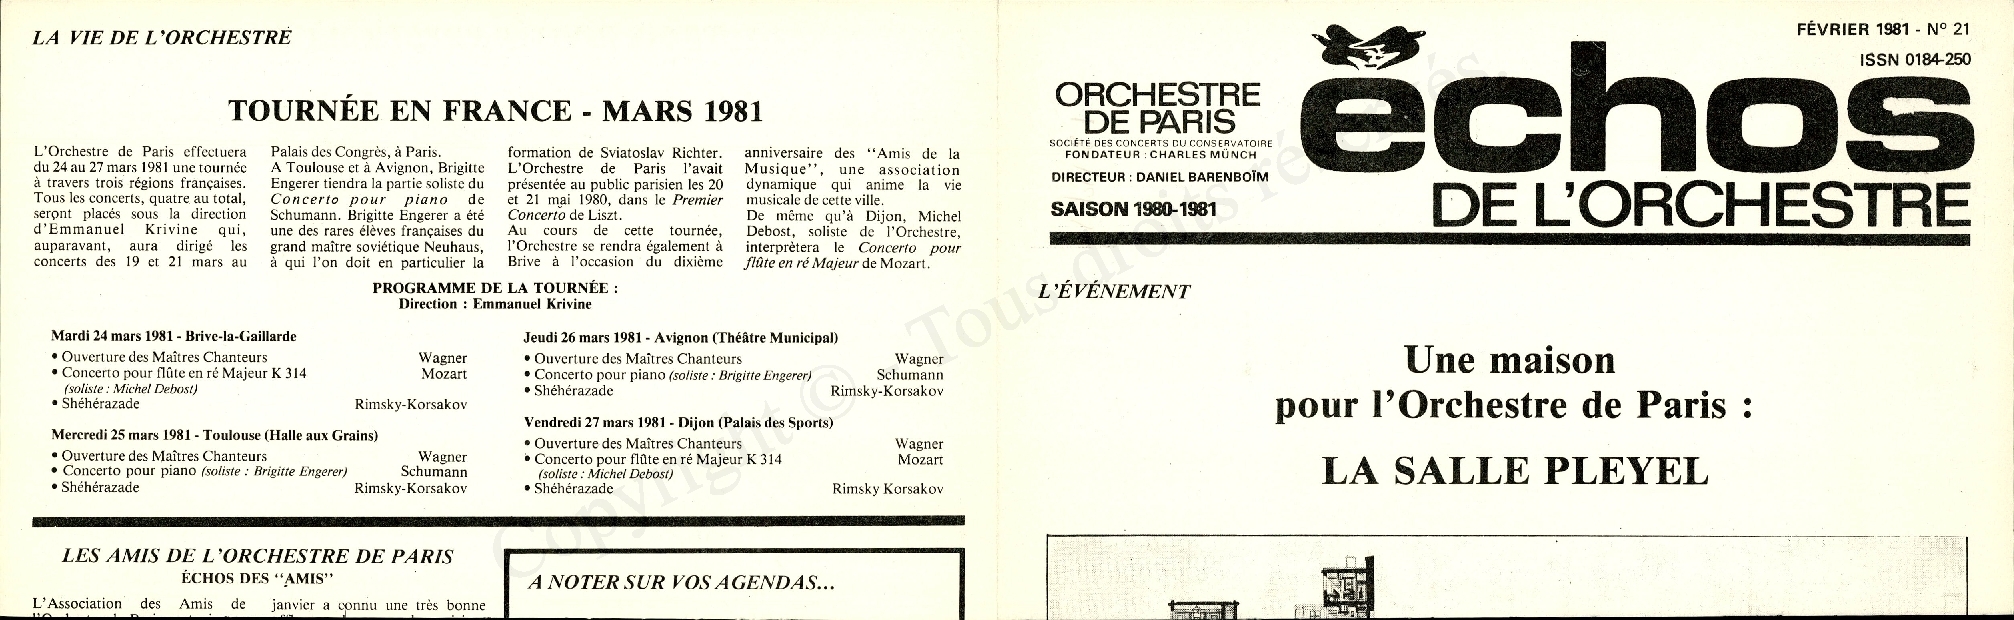 LA VIE DE L'ORCHESTRE
TOURNÉE EN FRANCE - MARS 1981
L'Orchestre de Paris effectuera
du 24 au 27 mars 1981 une tournée
à travers trois régions françaises.
Tous les concerts, quatre au total,
seront placés sous la direction
d'Emmanuel Krivine qui,
auparavant, aura dirigé les
concerts des 19 et 21 mars au
Palais des Congrès, à Paris.
A Toulouse et à Avignon, Brigitte
Engerer tiendra la partie soliste du
Concerto pour piano de
Schumann. Brigitte Engerer a été
une des rares élèves françaises du
grand maître soviétique Neuhaus,
à qui l'on doit en particulier la
formation de Sviatoslav Richter.
L'Orchestre de Paris l'avait
présentée au public parisien les 20
et 21 mai 1980, dans le Premier
Concerto de Liszt.
Au cours de cette tournée,
l'Orchestre se rendra également à
Brive à l'occasion du dixième
anniversaire des "Amis de la
Musique", une association
dynamique qui anime la vie
musicale de cette ville.
De même qu'à Dijon, Michel
Debost, soliste de l'Orchestre,
interprètera le Concerto pour
flûte en ré Majeur de Mozart.
PROGRAMME DE LA TOURNÉE :
Direction : Emmanuel Krivine
Mardi 24 mars 1981 - Brive-la-Gaillarde
• Ouverture des Maîtres Chanteurs Wagner
• Concerto pour flûte en ré Majeur K 314 Mozart
(soliste : Michel Debost)
• Shéhérazade Rimsky-Korsakov
Mercredi 25 mars 1981 - Toulouse (Halle aux Grains)
• Ouverture des Maîtres Chanteurs Wagner
• Concerto pour piano (soliste : Brigitte Engerer) Schumann
• Shéhérazade Rimsky-Korsakov
Jeudi 26 mars 1981 - Avignon (Théâtre Municipal)
• Ouverture des Maîtres Chanteurs Wagner
• Concerto pour piano (soliste : Brigitte Engerer) Schumann
• Shéhérazade Rimsky-Korsakov
Vendredi 27 mars 1981 - Dijon (Palais des Sports)
• Ouverture des Maîtres Chanteurs Wagner
• Concerto pour flûte en ré Majeur K 314 Mozart
(soliste : Michel Debost)
• Shéhérazade Rimsky Korsakov
LES AMIS DE L'ORCHESTRE DE PARIS
ÉCHOS DES "AMIS"
L'Association des Amis de
janvier a connu une très bonne
A NOTER SUR VOS AGENDAS...
FÉVRIER 1981 - N° 21
ISSN 0184-250
ORCHESTRE
DE PARIS
SOCIÉTÉ DES CONCERTS DU CONSERVATOIRE
FONDATEUR : CHARLES MÜNCH
DIRECTEUR : DANIEL BARENBOÏM
SAISON 1980-1981
échos
DE L'ORCHESTRE
L'ÉVÉNEMENT
Une maison
pour l'Orchestre de Paris :
LA SALLE PLEYEL
Copyright © Tous droits réservés.